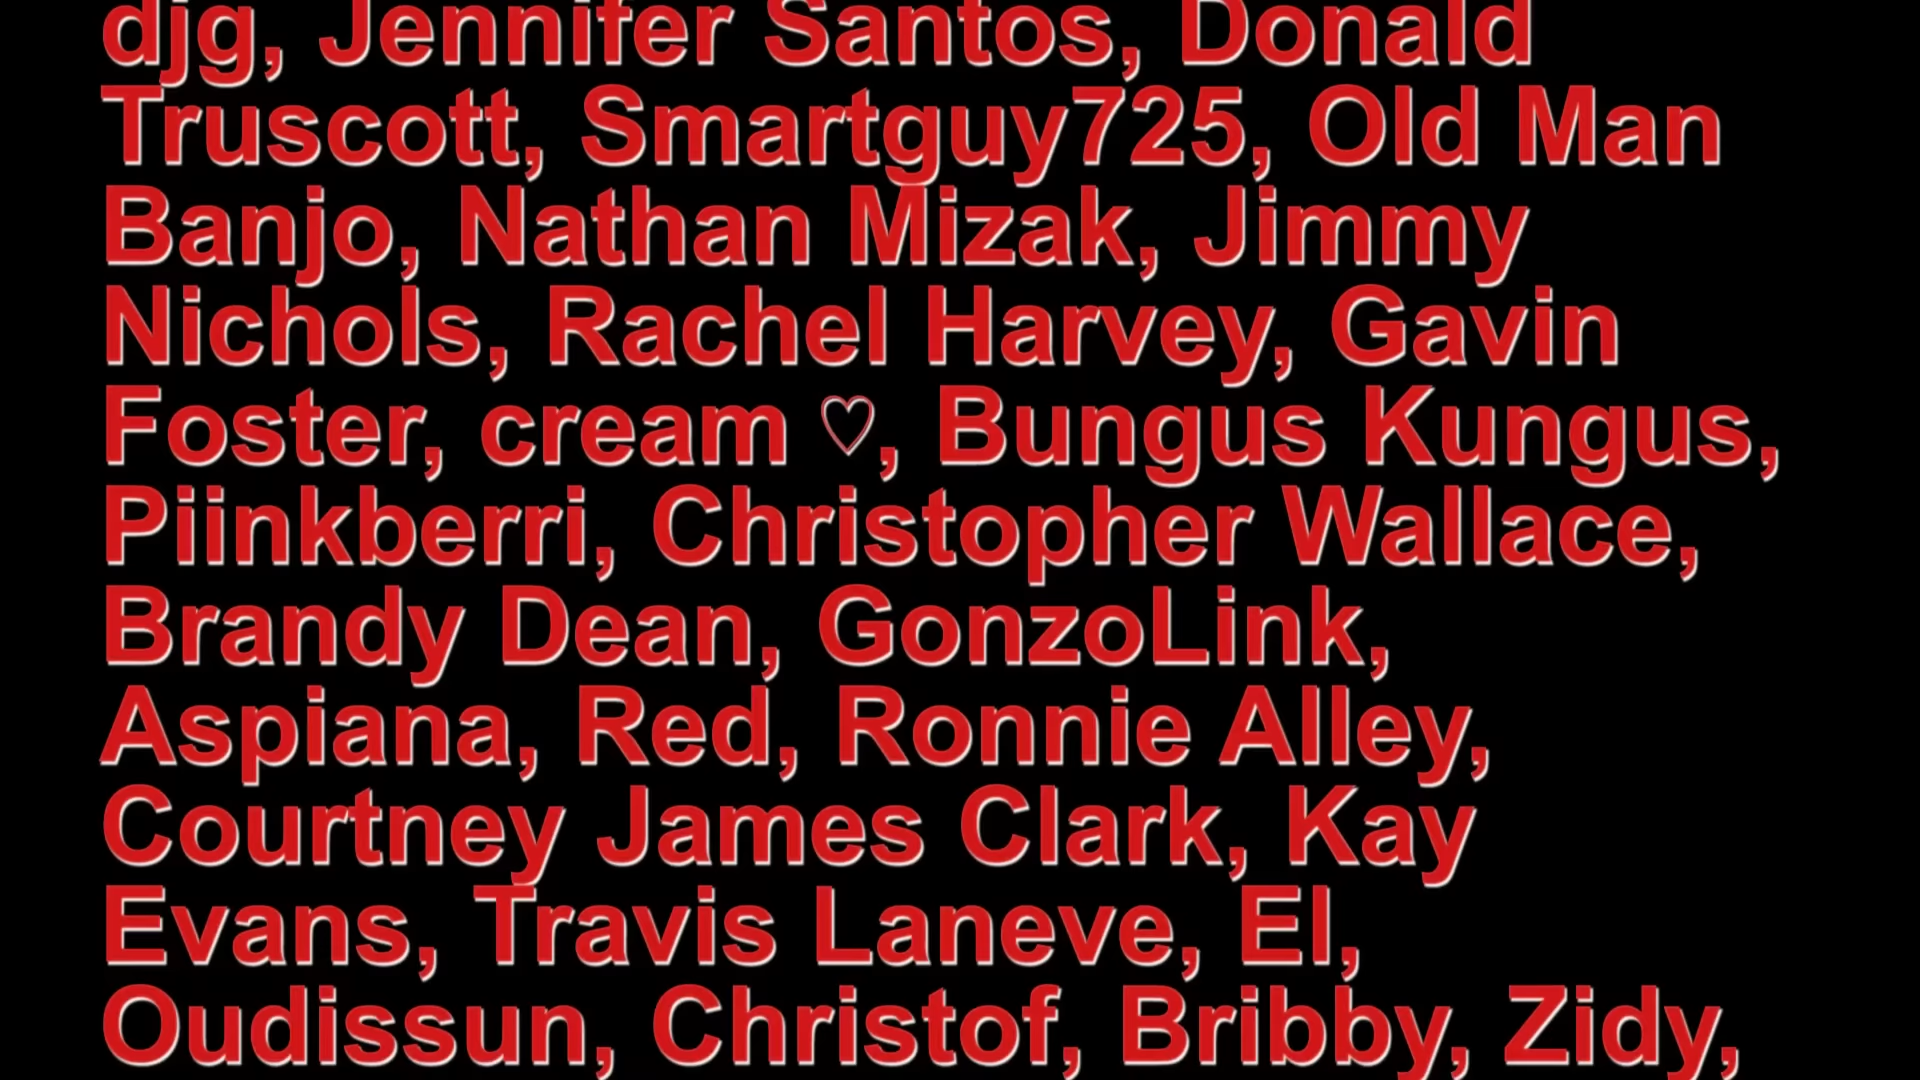 djg, Jennifer Santos, Donald
Truscott, Smartguy725, Old Man
Banjo, Nathan Mizak, Jimmy
Nichols, Rachel Harvey, Gavin
Foster, cream ♡, Bungus Kungus,
Piinkberri, Christopher Wallace,
Brandy Dean, GonzoLink,
Aspiana, Red, Ronnie Alley,
Courtney James Clark, Kay
Evans, Travis Laneve, El,
Oudissun, Christof, Bribby, Zidy,